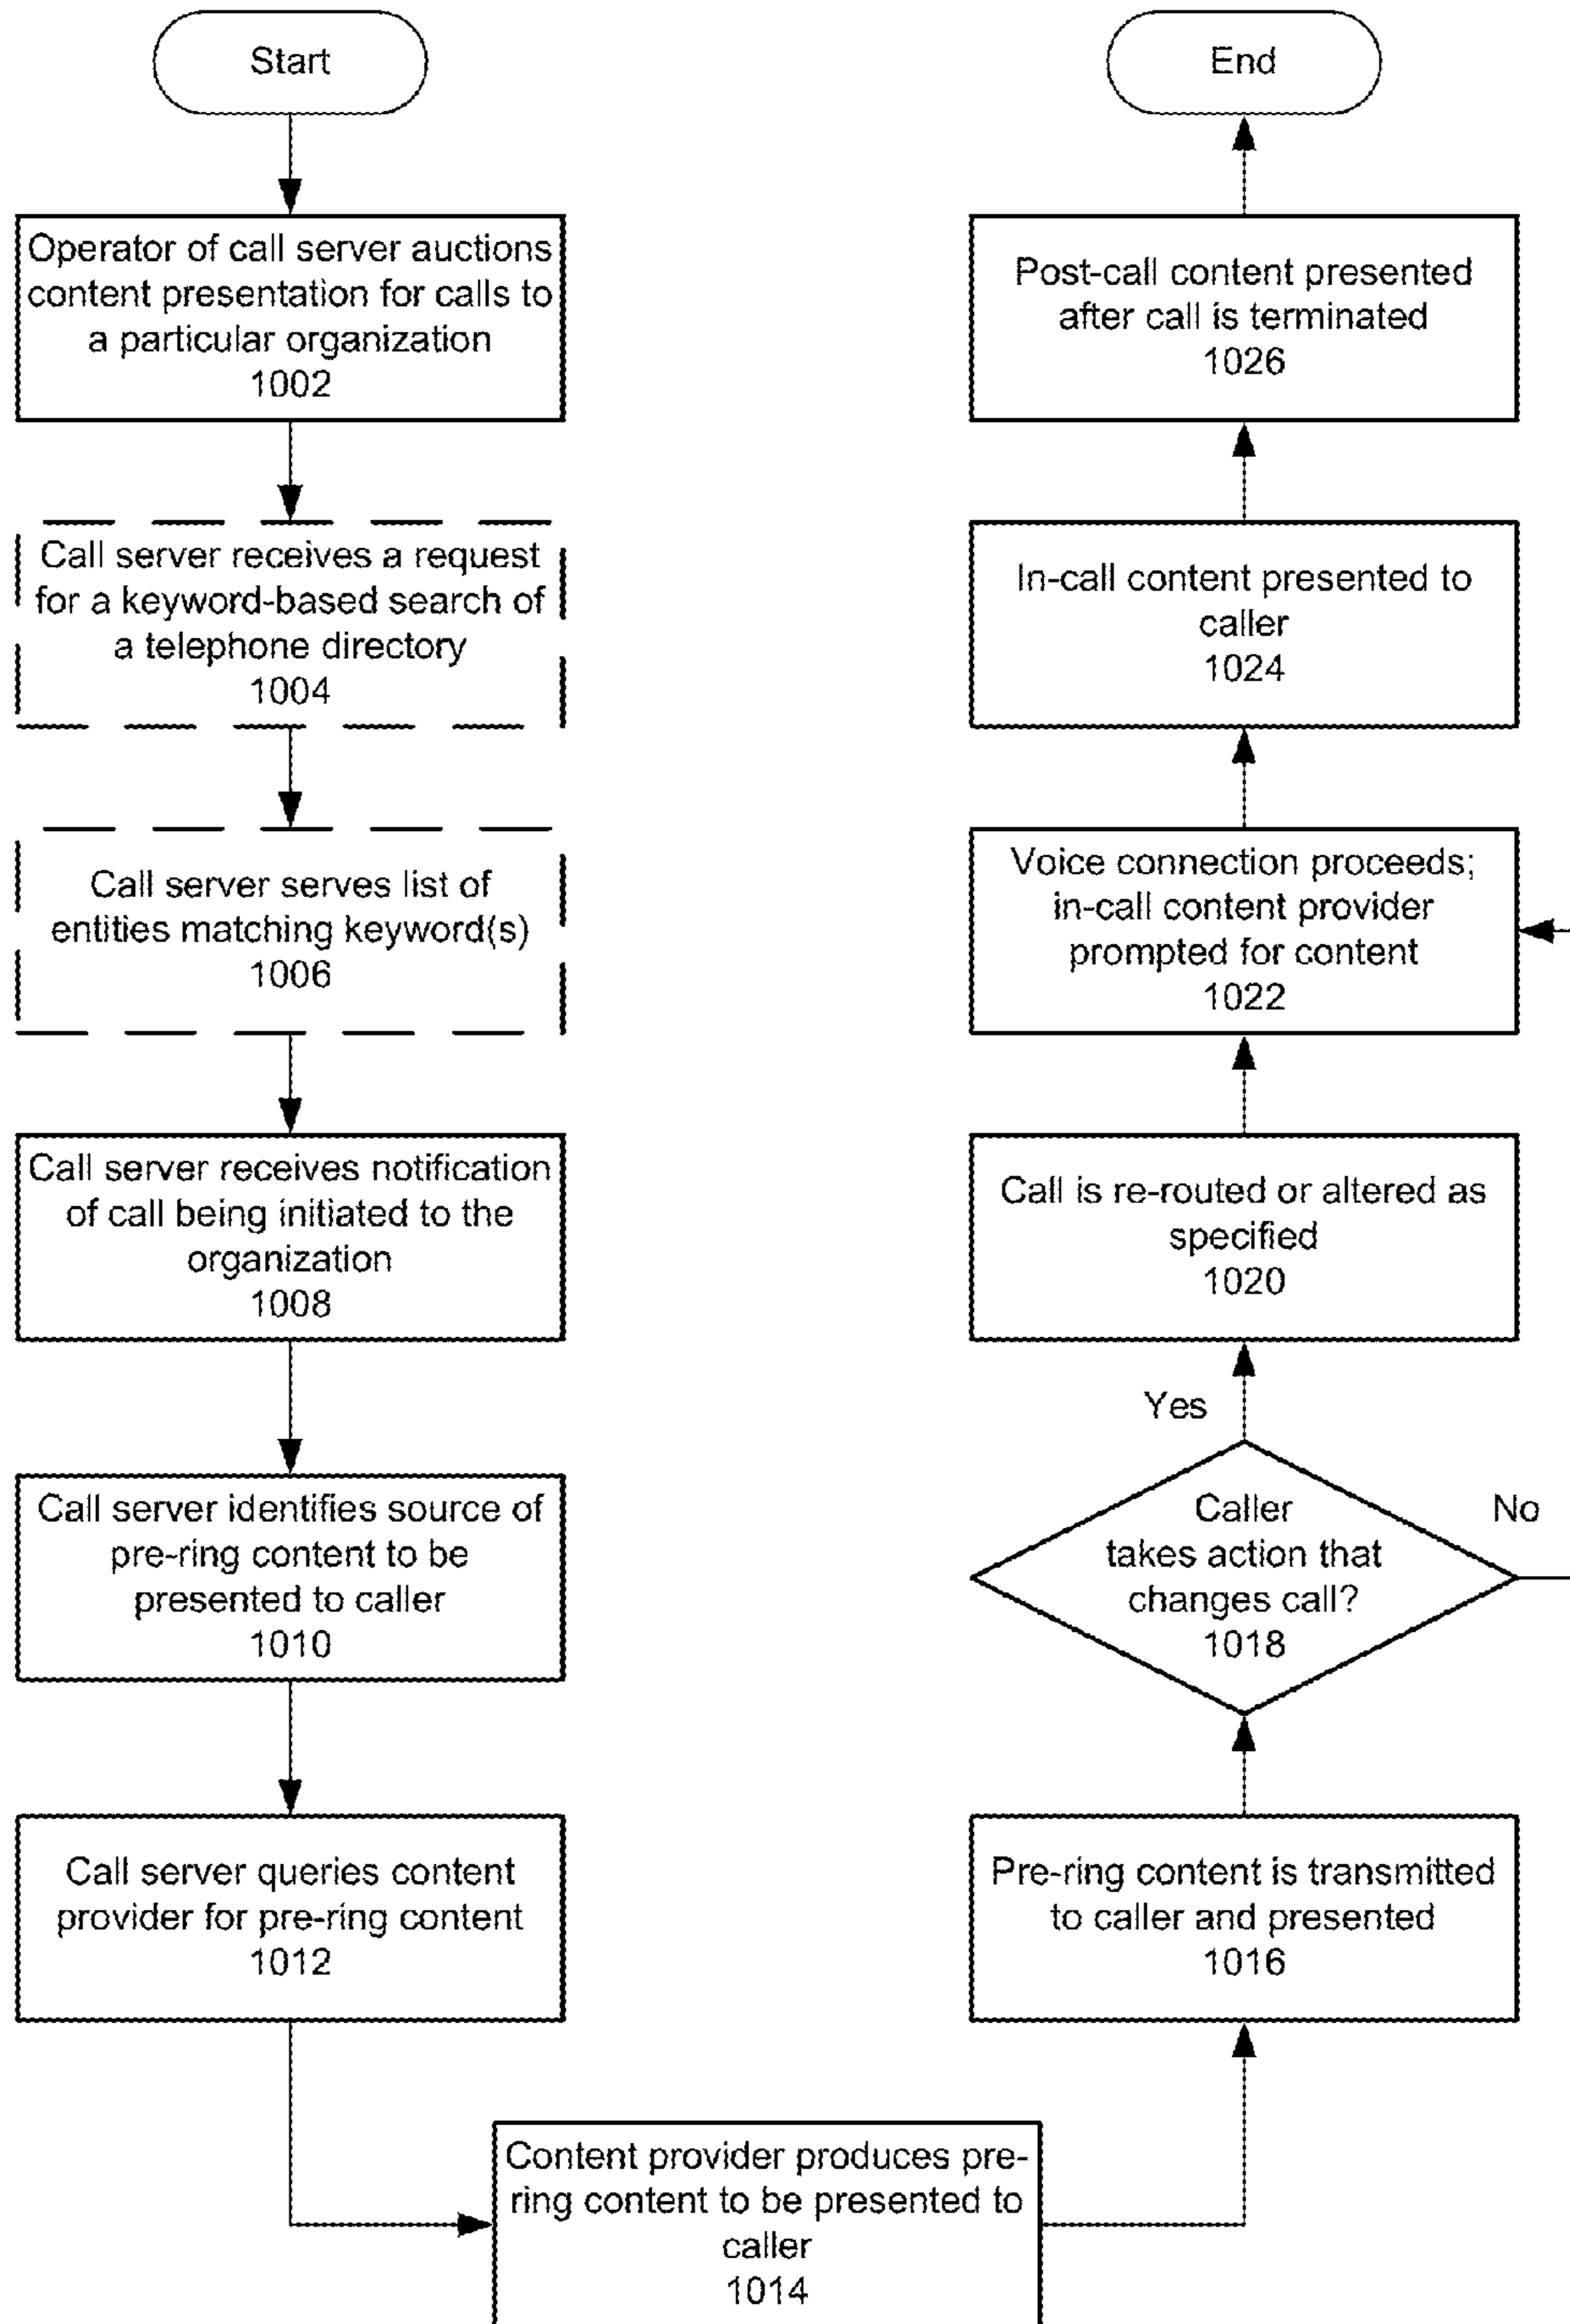 Start
Operator of call server auctions
content presentation for calls to
a particular organization
1002
Call server receives a request
for a keyword-based search of
a telephone directory
1004
Call server serves list of
entities matching keyword(s)
1006
Call server receives notification
of call being initiated to the
organization
1008
Call server identifies source of
pre-ring content to be
presented to caller
1010
Call server queries content
provider for pre-ring content
1012
Content provider produces pre-
ring content to be presented to
caller
1014
Pre-ring content is transmitted
to caller and presented
1016
Caller
takes action that
changes call?
1018
No
Yes
Call is re-routed or altered as
specified
1020
Voice connection proceeds;
in-call content provider
prompted for content
1022
In-call content presented to
caller
1024
Post-call content presented
after call is terminated
1026
End